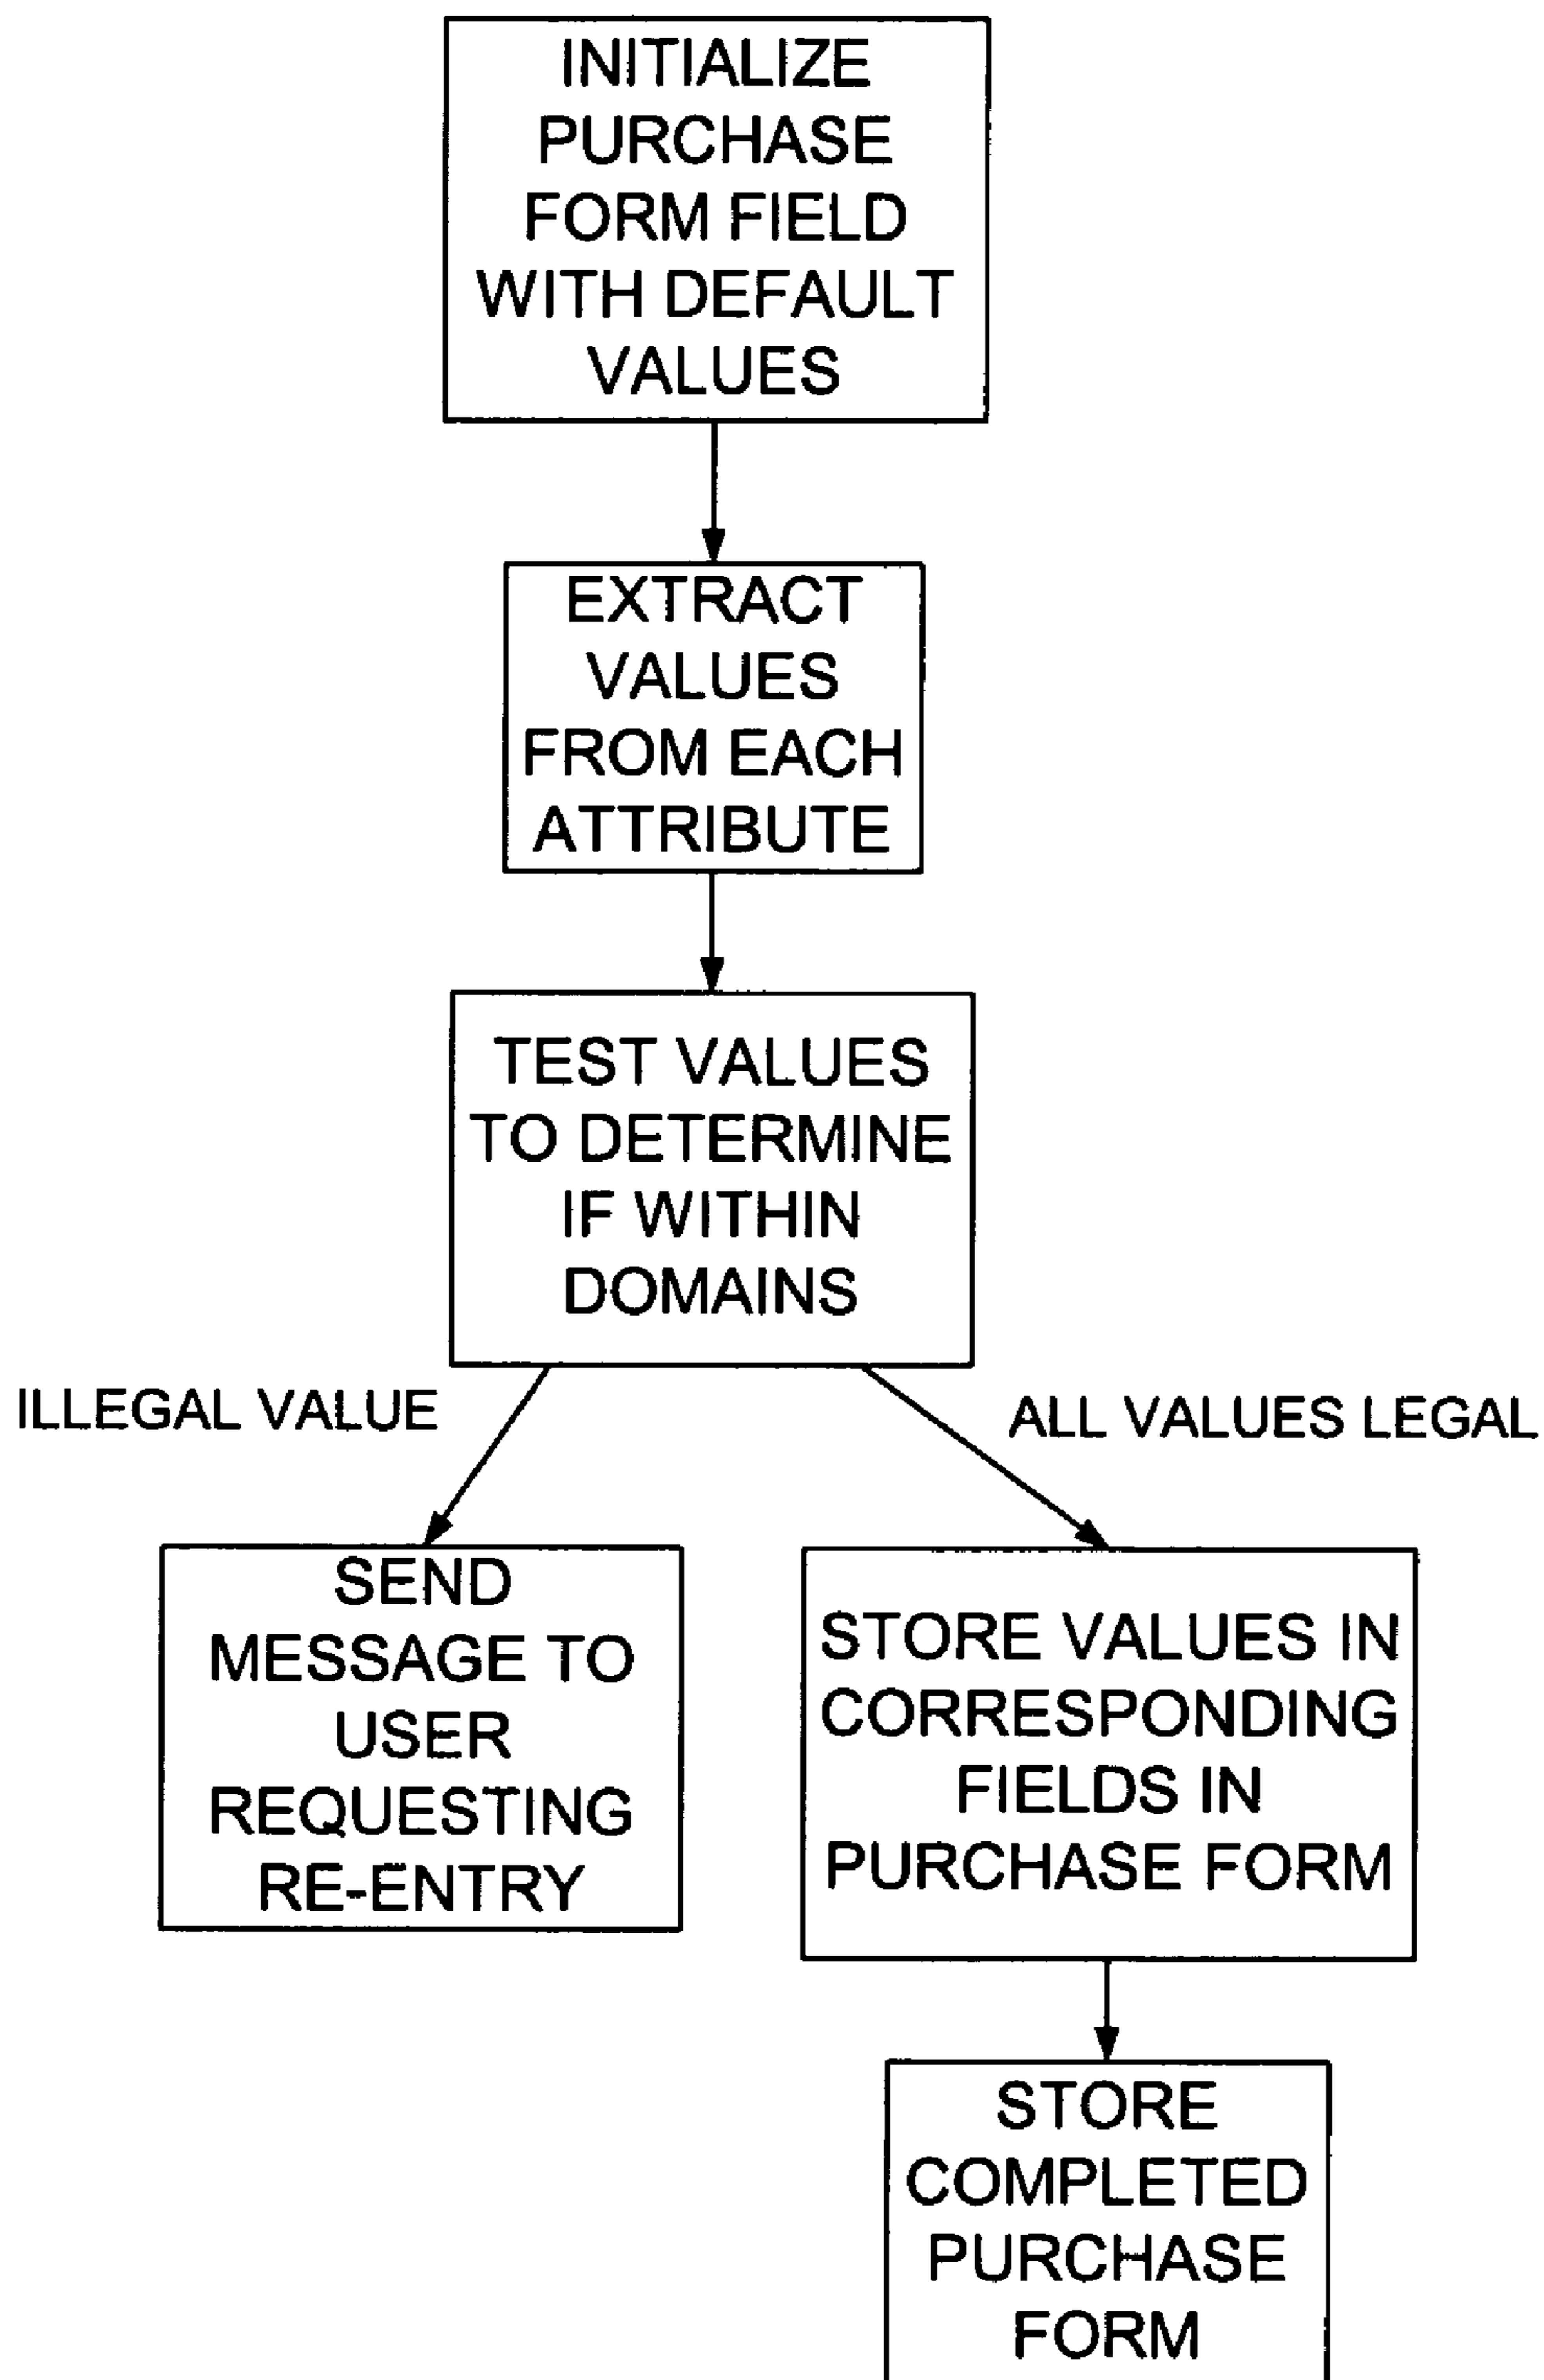 INITIALIZE
PURCHASE
FORM FIELD
WITH DEFAULT
VALUES
EXTRACT
VALUES
FROM EACH
ATTRIBUTE
TEST VALUES
TO DETERMINE
IF WITHIN
DOMAINS
ILLEGAL VALUE
ALL VALUES LEGAL
SEND
MESSAGE TO
USER
REQUESTING
RE-ENTRY
STORE VALUES IN
CORRESPONDING
FIELDS IN
PURCHASE FORM
STORE
COMPLETED
PURCHASE
FORM